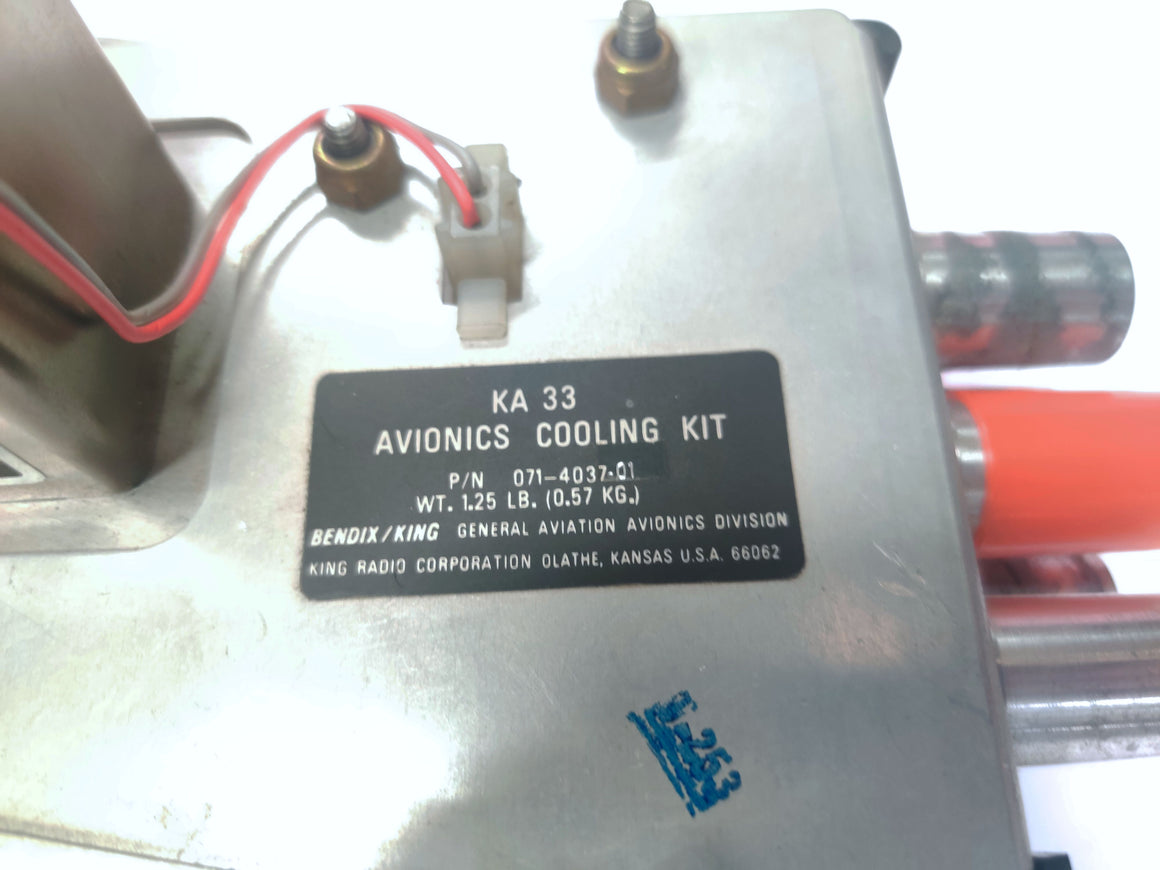 KA 33
AVIONICS COOLING KIT
P/N 071-4037-01
WT. 1.25 LB. (0.57 KG.)
BENDIX/KING GENERAL AVIATION AVIONICS DIVISION
KING RADIO CORPORATION OLATHE, KANSAS U.S.A. 66062